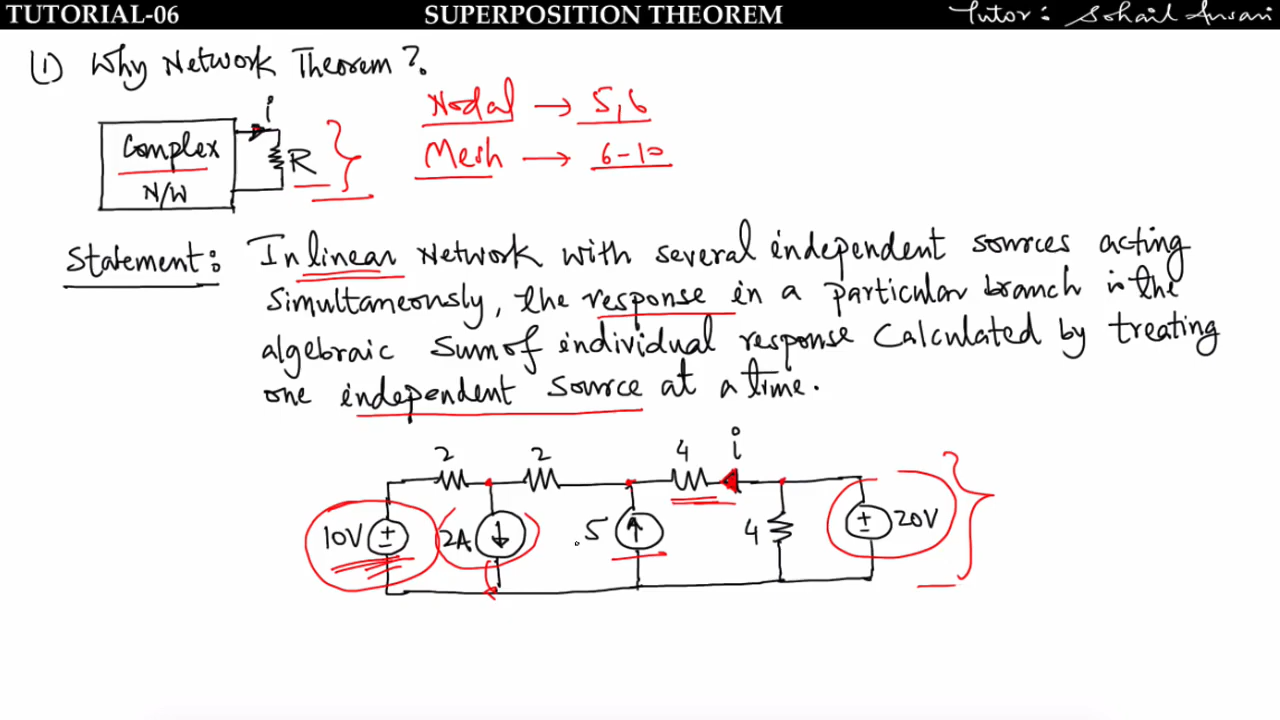 TUTORIAL-06
SUPERPOSITION THEOREM
Tutor: Sohail Ansari
(1) Why Network Theorem?
Nodal → 5,6
Mesh → 6-10
i
Complex
N/W
R
Statement: In linear Network with several independent sources acting
simultaneously, the response in a particular branch is the
algebraic sum of individual response calculated by treating
one independent source at a time.
2 2 4 i
10V 2A 5 4 20V